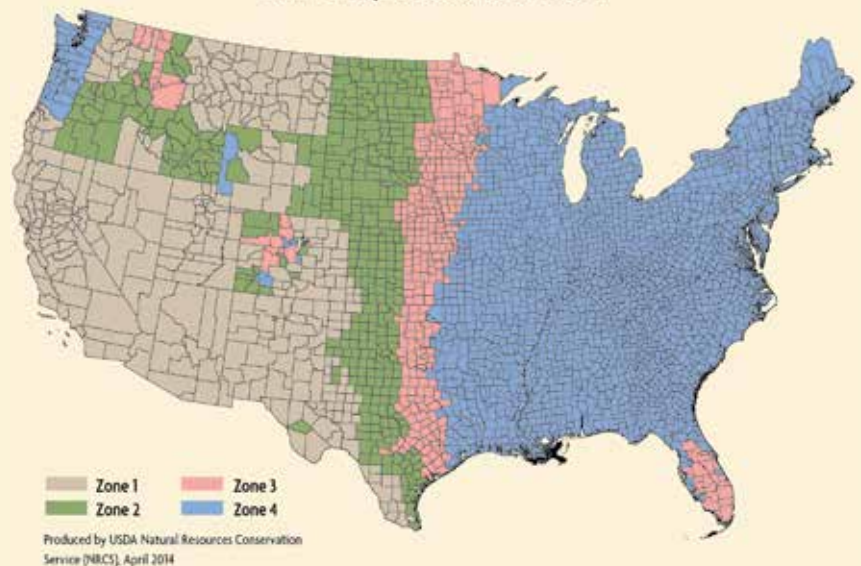 Zone 1
Zone 3
Zone 2
Zone 4
Produced by USDA Natural Resources Conservation
Service (NRCS), April 2014